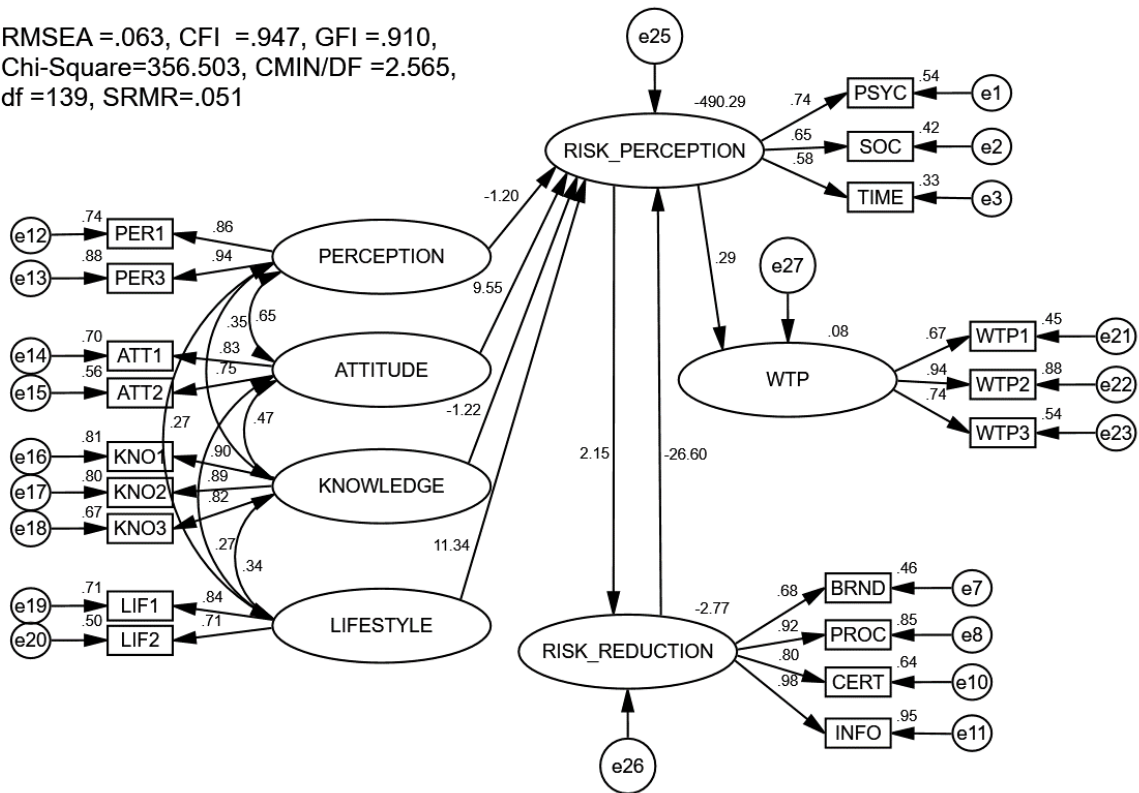 RMSEA =.063, CFI =.947, GFI =.910,
Chi-Square=356.503, CMIN/DF =2.565,
df =139, SRMR=.051
e25
-490.29
RISK_PERCEPTION
.74
PSYC
.54
e1
.65
SOC
.42
e2
.58
TIME
.33
e3
e12
.74
PER1
.86
PERCEPTION
-1.20
e13
.88
PER3
.94
.35
.65
9.55
.29
e27
.08
WTP
.67
WTP1
.45
e21
.94
WTP2
.88
e22
.74
WTP3
.54
e23
e14
.70
ATT1
.83
ATTITUDE
e15
.56
ATT2
.75
.27
.47
-1.22
e16
.81
KNO1
.90
KNOWLEDGE
e17
.80
KNO2
.89
e18
.67
KNO3
.82
2.15
-26.60
.27
.34
11.34
e19
.71
LIF1
.84
LIFESTYLE
e20
.50
LIF2
.71
-2.77
RISK_REDUCTION
.68
BRND
.46
e7
.92
PROC
.85
e8
.80
CERT
.64
e10
.98
INFO
.95
e11
e26